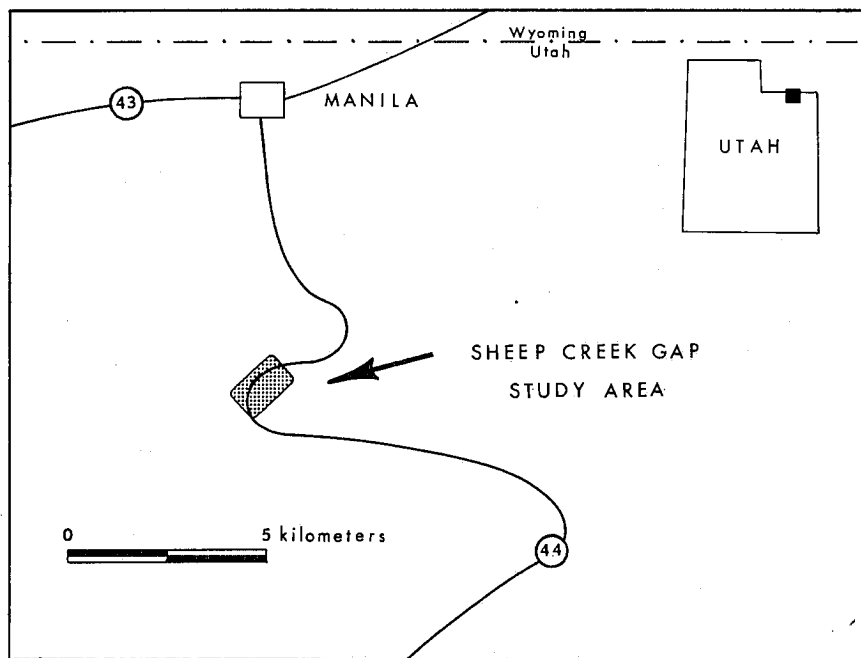 Wyoming
Utah
43
MANILA
UTAH
SHEEP CREEK GAP
STUDY AREA
0 5 kilometers
44